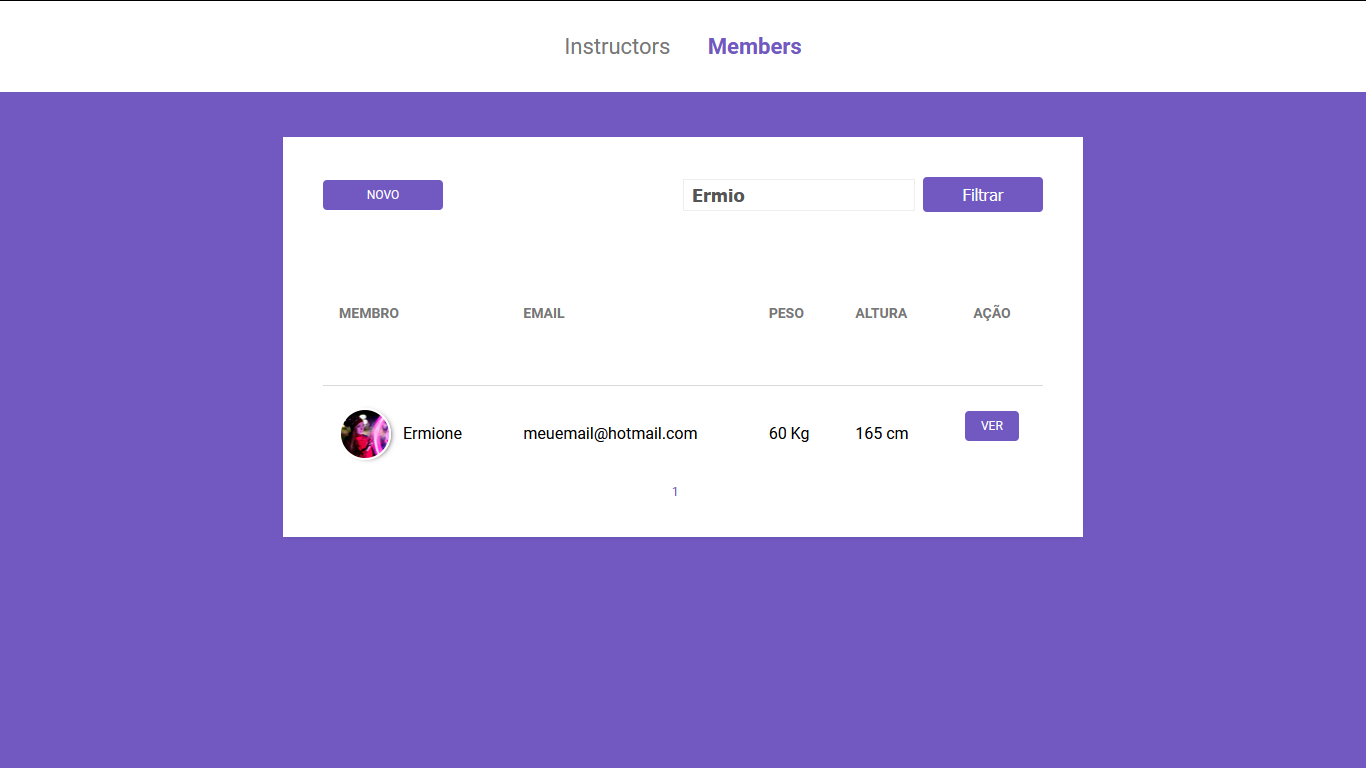 Instructors Members
NOVO Ermio Filtrar
MEMBRO EMAIL PESO ALTURA AÇÃO
Ermione meuemail@hotmail.com 60 Kg 165 cm VER
1